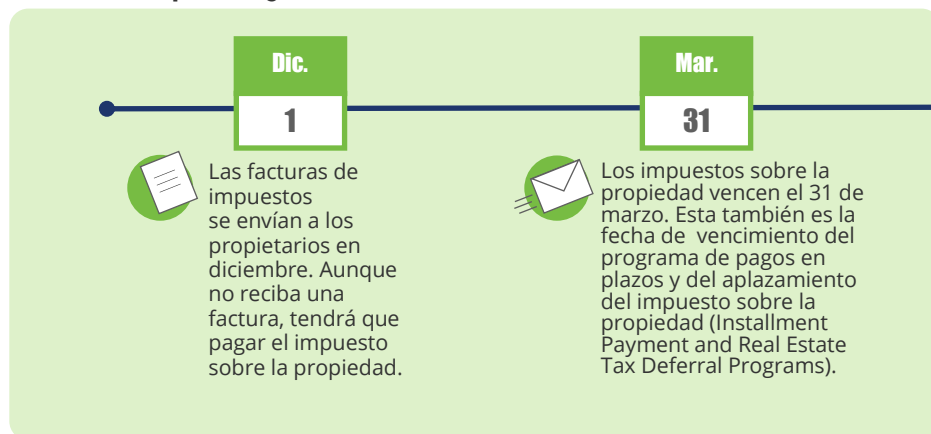 Dic.
1
Las facturas de
impuestos
se envían a los
propietarios en
diciembre. Aunque
no reciba una
factura, tendrá que
pagar el impuesto
sobre la propiedad.
Mar.
31
Los impuestos sobre la
propiedad vencen el 31 de
marzo. Esta también es la
fecha de vencimiento del
programa de pagos en
plazos y del aplazamiento
del impuesto sobre la
propiedad (Installment
Payment and Real Estate
Tax Deferral Programs).